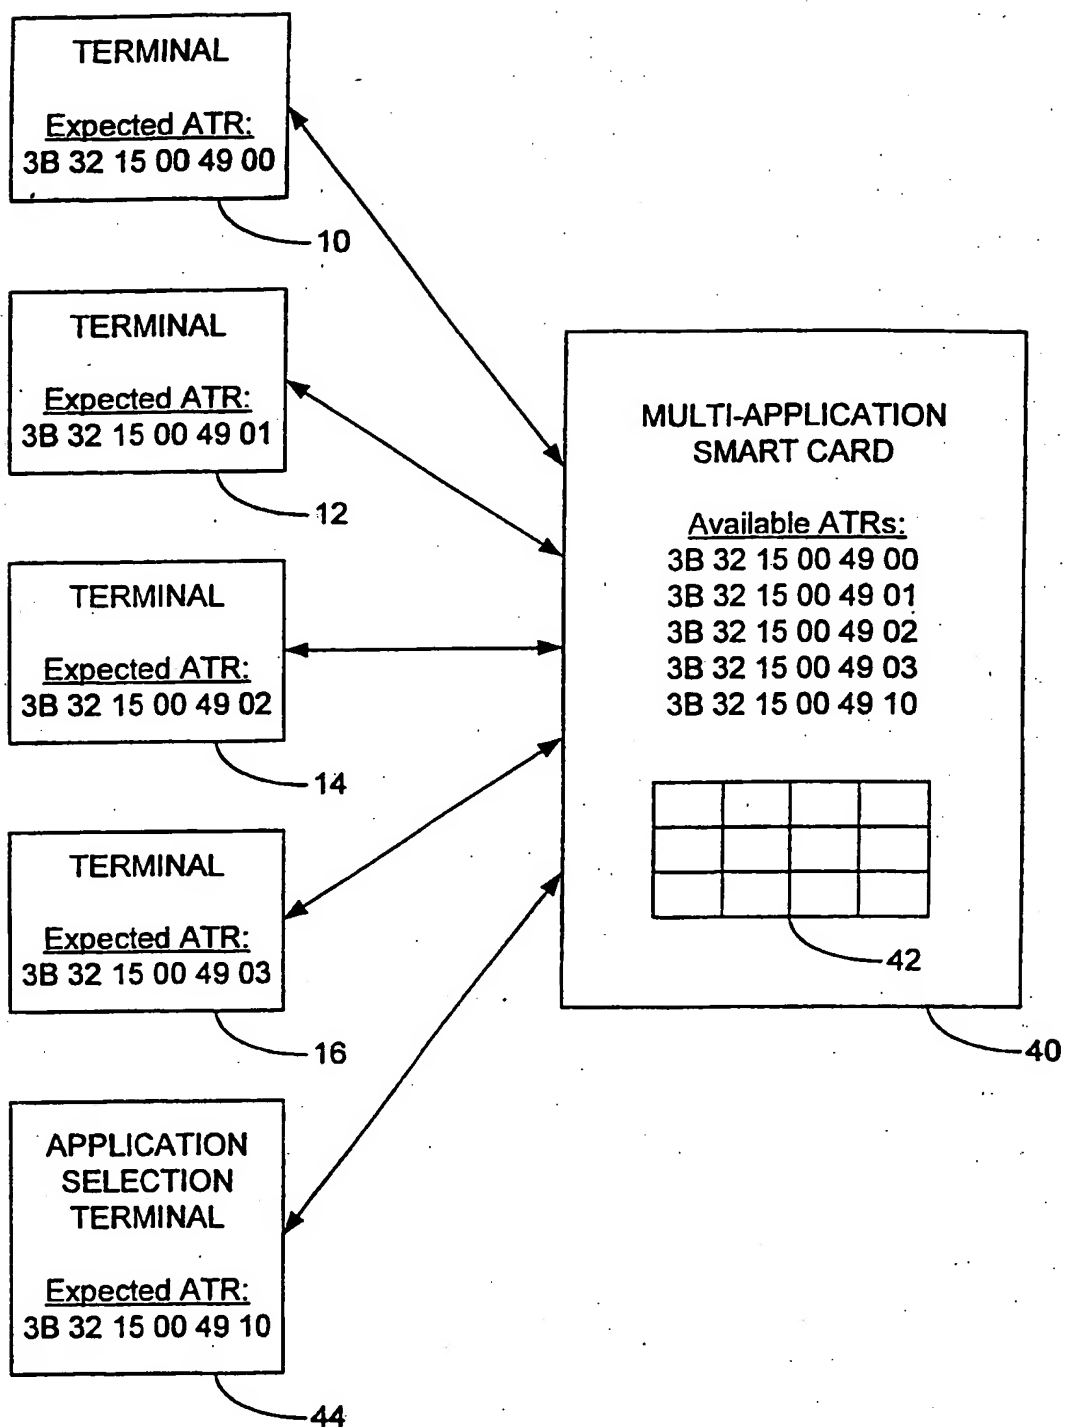 TERMINAL
Expected ATR:
3B 32 15 00 49 00
10
TERMINAL
Expected ATR:
3B 32 15 00 49 01
12
TERMINAL
Expected ATR:
3B 32 15 00 49 02
14
TERMINAL
Expected ATR:
3B 32 15 00 49 03
16
APPLICATION
SELECTION
TERMINAL
Expected ATR:
3B 32 15 00 49 10
44
MULTI-APPLICATION
SMART CARD
Available ATRs:
3B 32 15 00 49 00
3B 32 15 00 49 01
3B 32 15 00 49 02
3B 32 15 00 49 03
3B 32 15 00 49 10
42
40